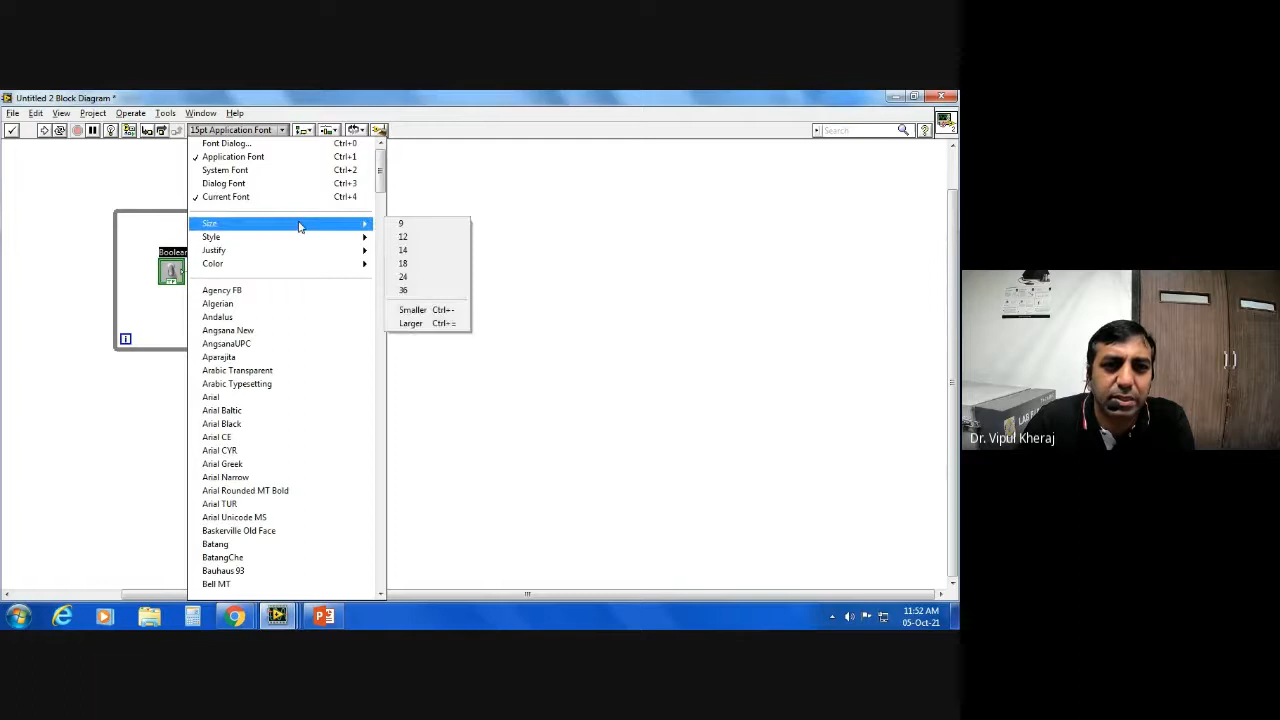 Untitled 2 Block Diagram *
File Edit View Project Operate Tools Window Help
15pt Application Font
Search
2
Font Dialog... Ctrl+0
Application Font Ctrl+1
System Font Ctrl+2
Dialog Font Ctrl+3
Current Font Ctrl+4
Size
Style
Justify
Color
Agency FB
Algerian
Andalus
Angsana New
AngsanaUPC
Aparajita
Arabic Transparent
Arabic Typesetting
Arial
Arial Baltic
Arial Black
Arial CE
Arial CYR
Arial Greek
Arial Narrow
Arial Rounded MT Bold
Arial TUR
Arial Unicode MS
Baskerville Old Face
Batang
BatangChe
Bauhaus 93
Bell MT
9
12
14
18
24
36
Smaller Ctrl+-
Larger Ctrl+=
Boolean
TF
i
11:52 AM
05-Oct-21
Dr. Vipul Kheraj